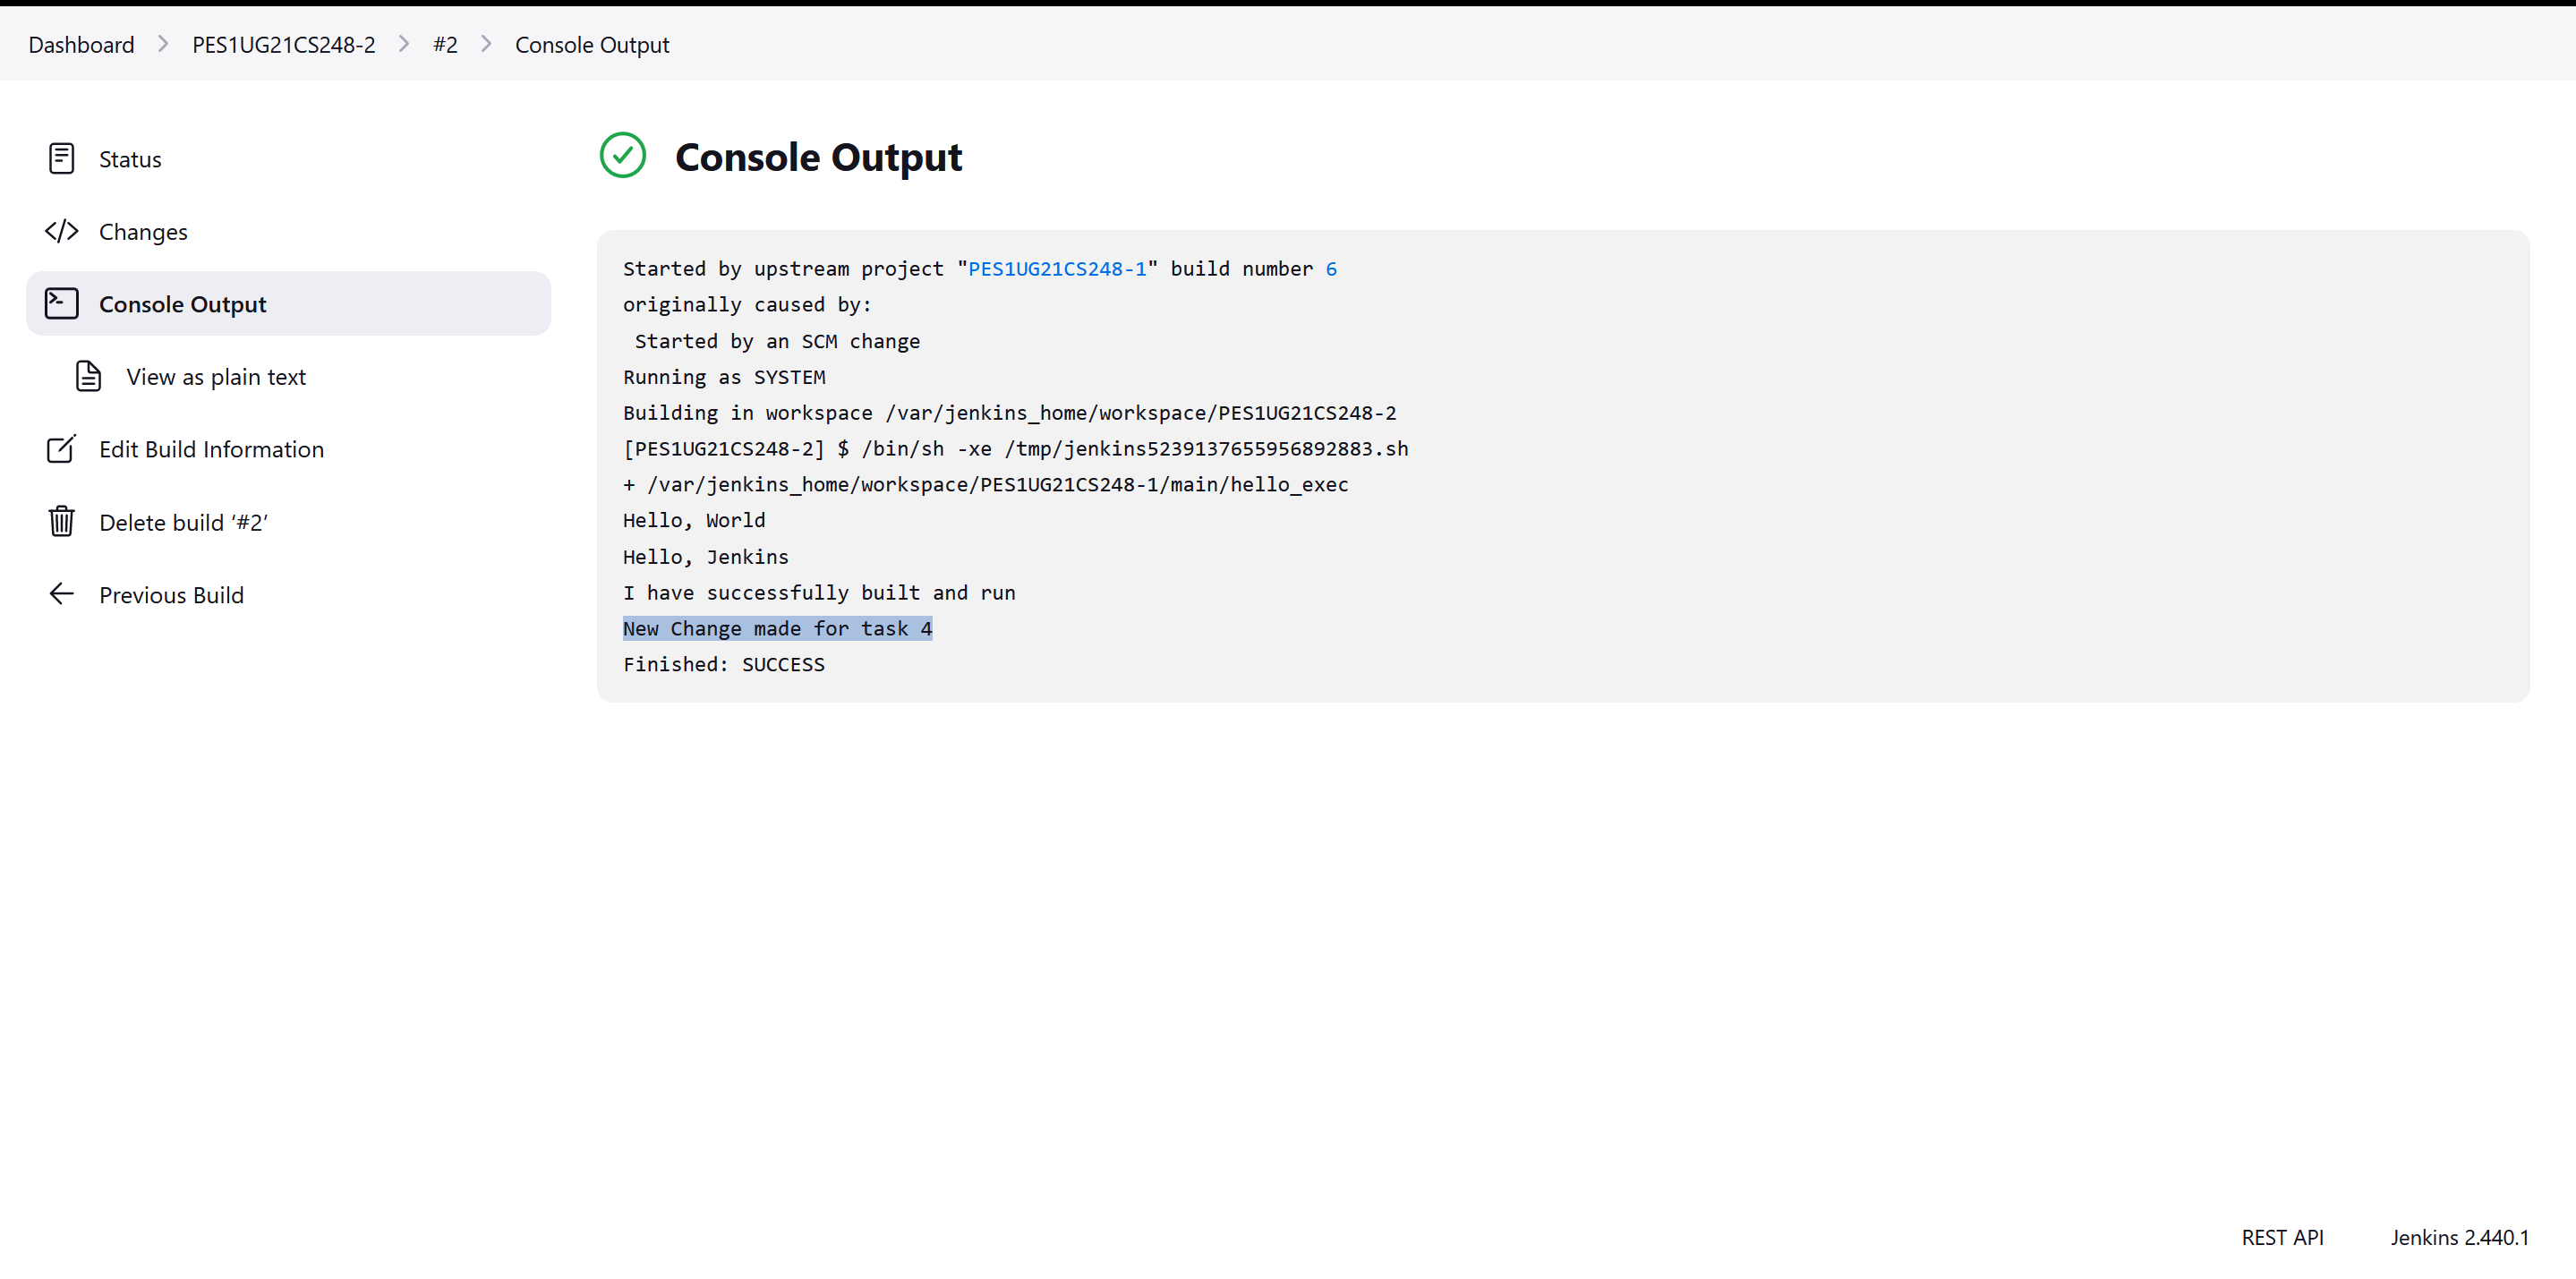 Dashboard > PES1UG21CS248-2 > #2 > Console Output
Status
Changes
Console Output
View as plain text
Edit Build Information
Delete build ‘#2’
Previous Build
Console Output
Started by upstream project "PES1UG21CS248-1" build number 6
originally caused by:
 Started by an SCM change
Running as SYSTEM
Building in workspace /var/jenkins_home/workspace/PES1UG21CS248-2
[PES1UG21CS248-2] $ /bin/sh -xe /tmp/jenkins5239137655956892883.sh
+ /var/jenkins_home/workspace/PES1UG21CS248-1/main/hello_exec
Hello, World
Hello, Jenkins
I have successfully built and run
New Change made for task 4
Finished: SUCCESS
REST API Jenkins 2.440.1